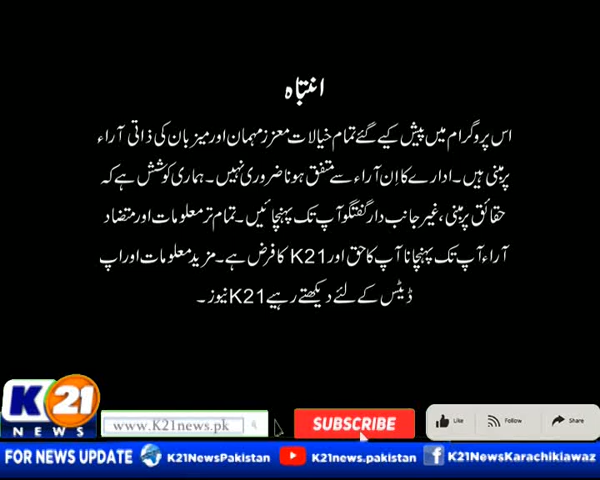 انتباہ
اس پروگرام میں پیش کیے گئے تمام خیالات معزز مہمان اور میزبان کی ذاتی آراء
پر مبنی ہیں۔ ادارے کا اِن آراء سے متفق ہونا ضروری نہیں۔ ہماری کوشش ہے کہ
حقائق پر مبنی، غیر جانب دار گفتگو آپ تک پہنچائیں۔ تمام تر معلومات اور متضاد
آراء آپ تک پہنچانا آپ کا حق اور K21 کا فرض ہے۔ مزید معلومات اور اپ
ڈیٹس کے لئے دیکھتے رہیے K21 نیوز۔
K21
NEWS
www.K21news.pk
SUBSCRIBE
Like
Follow
Share
FOR NEWS UPDATE
K21NewsPakistan
K21news.pakistan
K21NewsKarachikiawaz